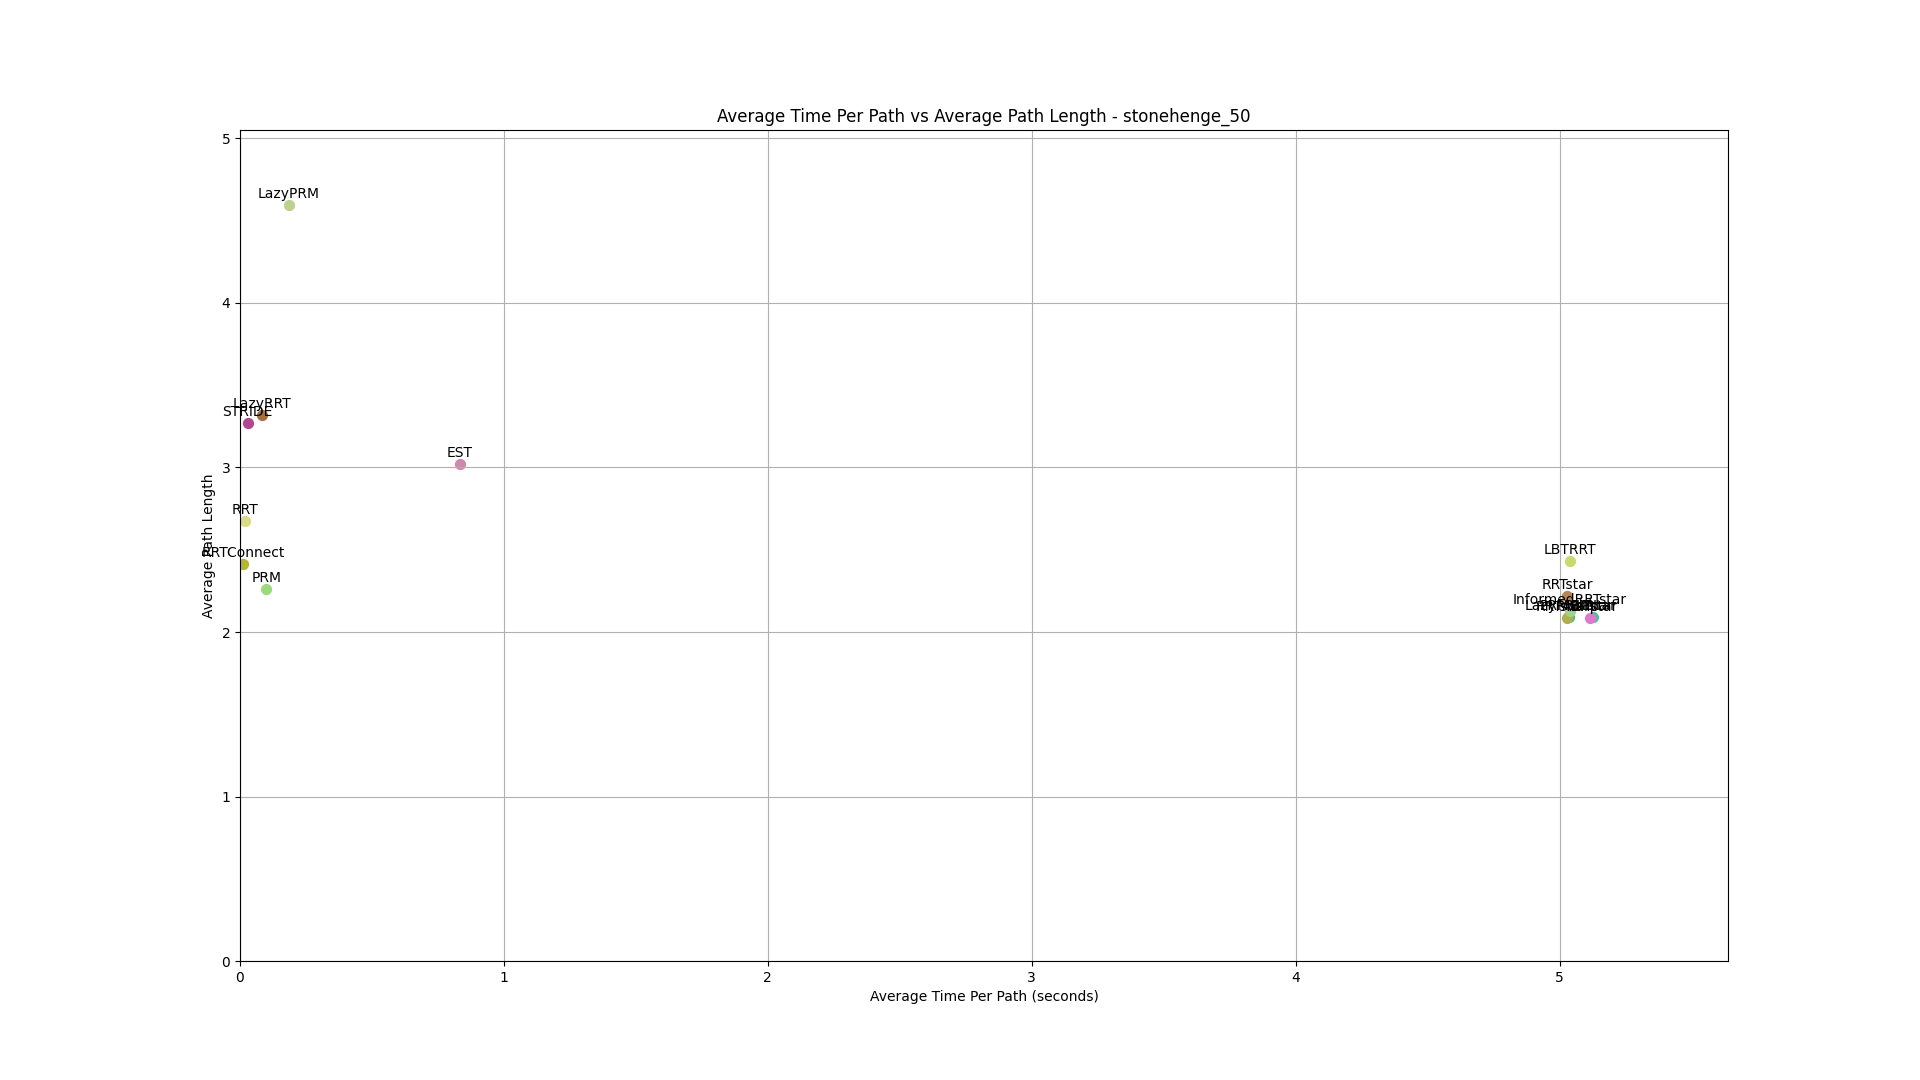 Average Time Per Path vs Average Path Length - stonehenge_50
5
LazyPRM
4
LazyRRT
STRIDE
EST
3
RRT
RRTConnect
LBTRRT
PRM
RRTstar
InformedRRTstar
2
1
0
0 1 2 3 4 5
Average Time Per Path (seconds)
Average Path Length